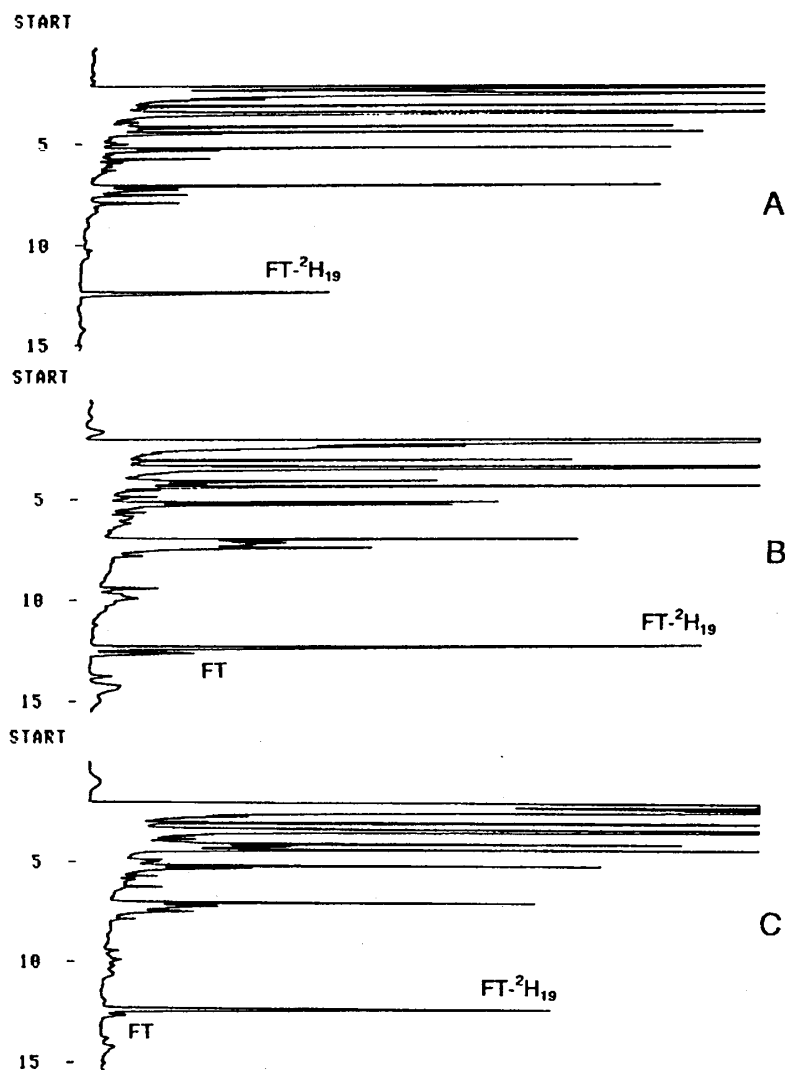 START
5 -
A
10 -
FT-²H₁₉
15 -
START
5 -
B
10 -
FT-²H₁₉
FT
15 -
START
5 -
C
10 -
FT-²H₁₉
FT
15 -